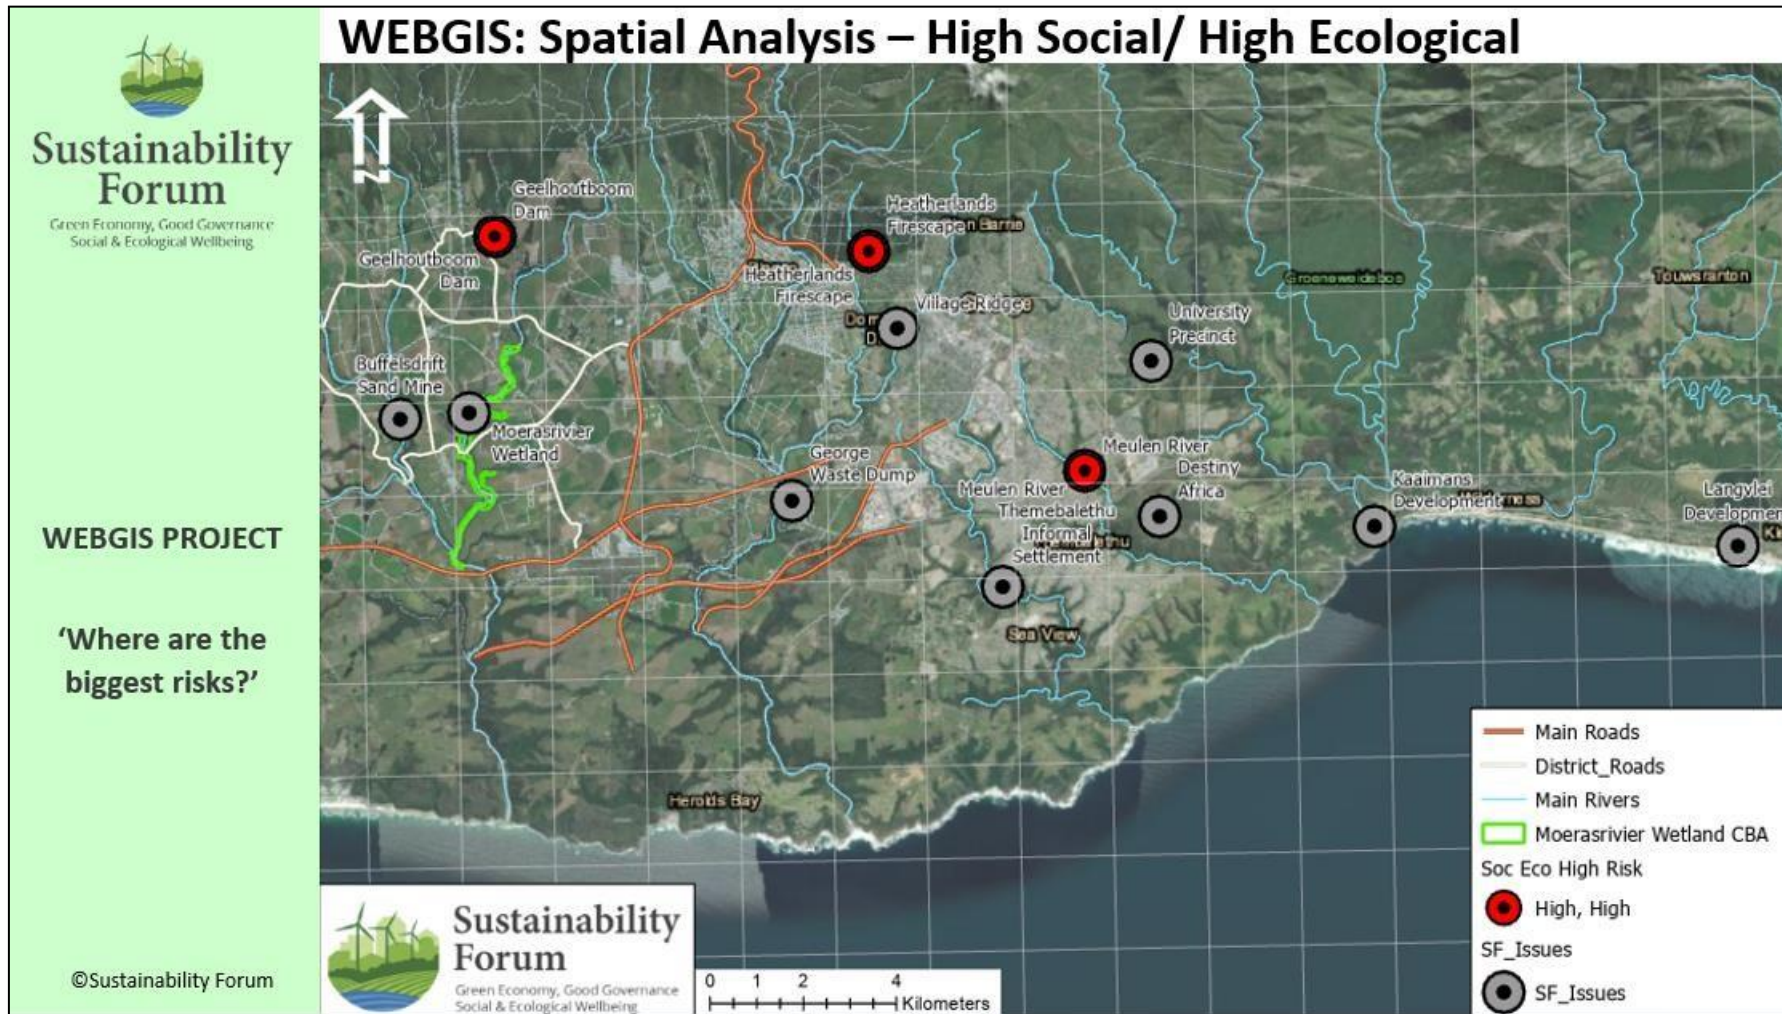 WEBGIS: Spatial Analysis – High Social/ High Ecological
Sustainability
Forum
Green Economy, Good Governance
Social & Ecological Wellbeing
WEBGIS PROJECT
‘Where are the
biggest risks?’
©Sustainability Forum
N
Geelhoutboom
Dam
Geelhoutboom
Dam
Heatherlands
Firescape
Heatherlands
Firescape
Village Ridge
University
Precinct
Groeneweidebos
Touwsranten
Buffelsdrift
Sand Mine
Moerasrivier
Wetland
George
Waste Dump
Meulen River
Meulen River
Destiny
Africa
Themebalethu
Informal
Settlement
Kaaimans
Development
Langvlei
Developmen
Sea View
Herolds Bay
Main Roads
District_Roads
Main Rivers
Moerasrivier Wetland CBA
Soc Eco High Risk
High, High
SF_Issues
SF_Issues
Sustainability
Forum
Green Economy, Good Governance
Social & Ecological Wellbeing
0 1 2 4
Kilometers